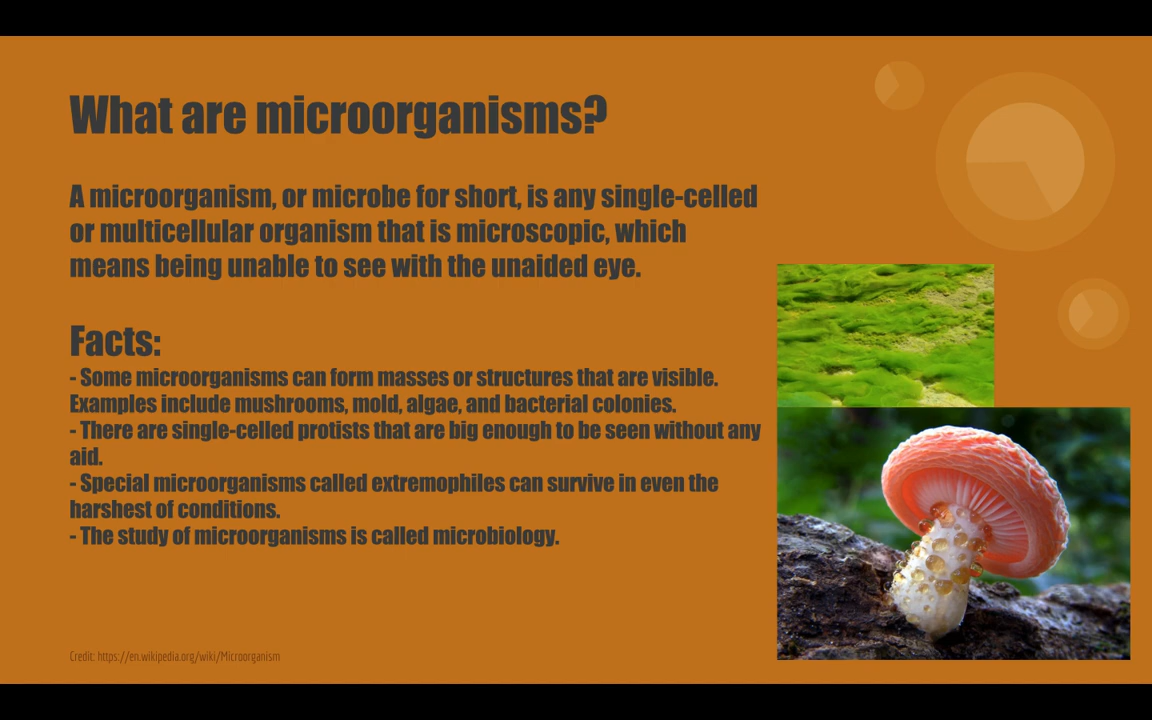 What are microorganisms?
A microorganism, or microbe for short, is any single-celled
or multicellular organism that is microscopic, which
means being unable to see with the unaided eye.
Facts:
- Some microorganisms can form masses or structures that are visible.
Examples include mushrooms, mold, algae, and bacterial colonies.
- There are single-celled protists that are big enough to be seen without any
aid.
- Special microorganisms called extremophiles can survive in even the
harshest of conditions.
- The study of microorganisms is called microbiology.
Credit: https://en.wikipedia.org/wiki/Microorganism